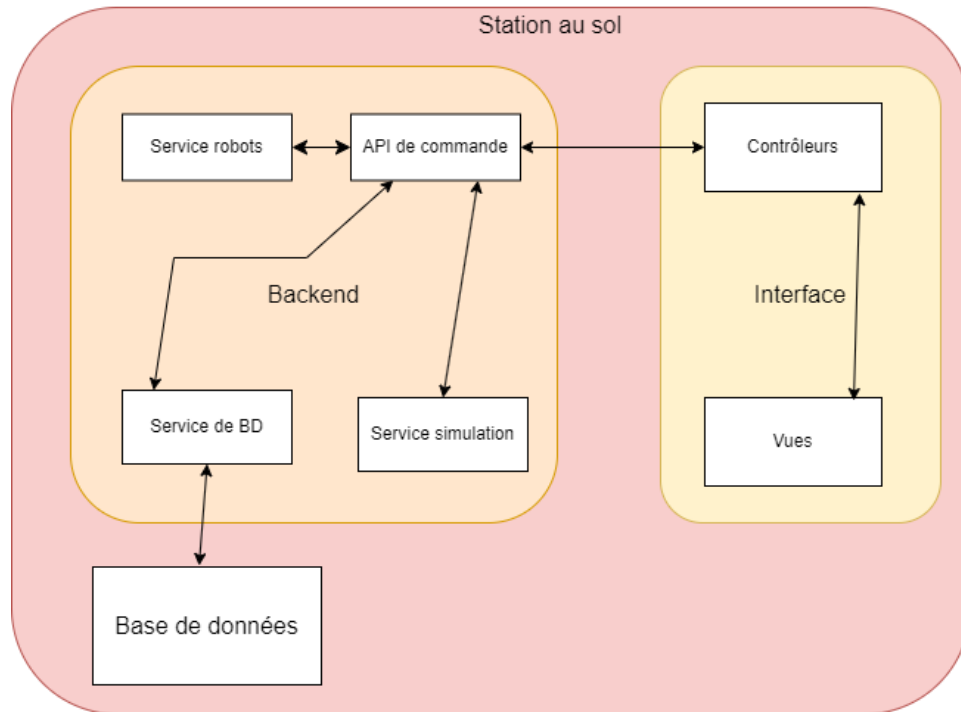 Station au sol
Service robots
API de commande
Contrôleurs
Backend
Interface
Service de BD
Service simulation
Vues
Base de données